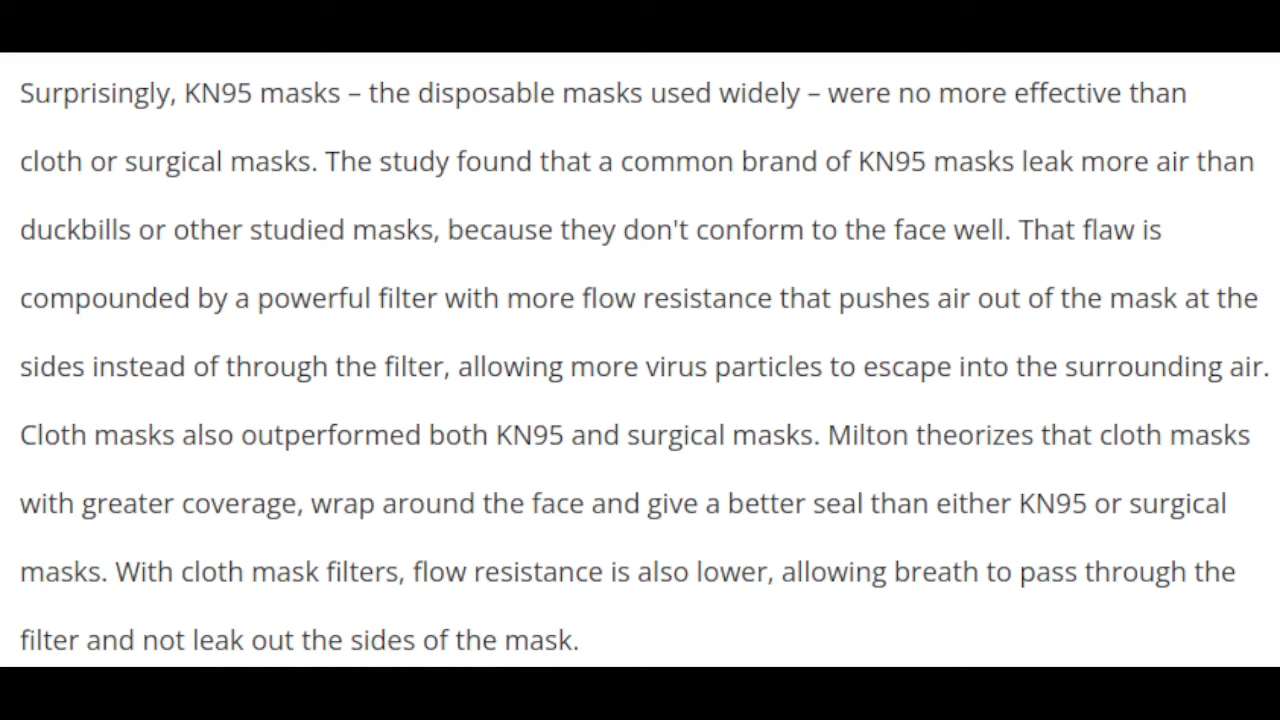 Surprisingly, KN95 masks – the disposable masks used widely – were no more effective than
cloth or surgical masks. The study found that a common brand of KN95 masks leak more air than
duckbills or other studied masks, because they don't conform to the face well. That flaw is
compounded by a powerful filter with more flow resistance that pushes air out of the mask at the
sides instead of through the filter, allowing more virus particles to escape into the surrounding air.
Cloth masks also outperformed both KN95 and surgical masks. Milton theorizes that cloth masks
with greater coverage, wrap around the face and give a better seal than either KN95 or surgical
masks. With cloth mask filters, flow resistance is also lower, allowing breath to pass through the
filter and not leak out the sides of the mask.